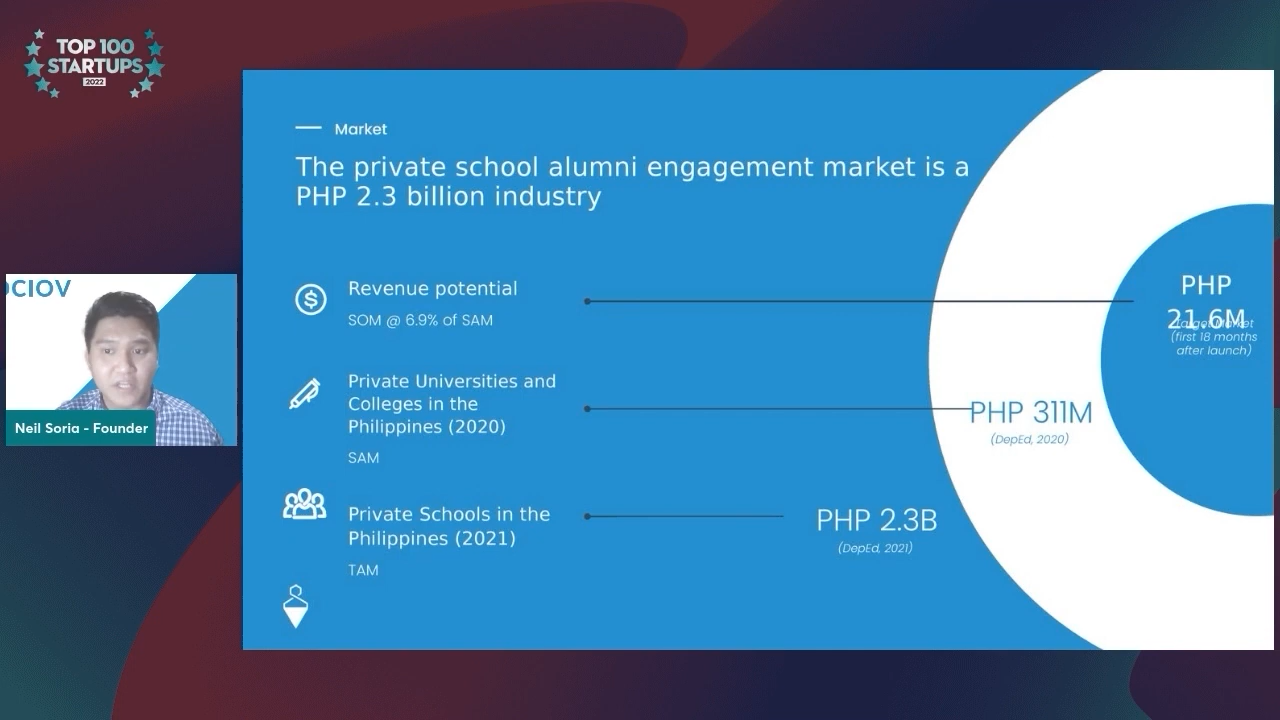 TOP 100
STARTUPS
2022
Market
The private school alumni engagement market is a
PHP 2.3 billion industry
Revenue potential
SOM @ 6.9% of SAM
PHP
21.6M
Target Market
(first 18 months
after launch)
OCIOV
Neil Soria - Founder
Private Universities and
Colleges in the
Philippines (2020)
SAM
PHP 311M
(DepEd, 2020)
Private Schools in the
Philippines (2021)
TAM
PHP 2.3B
(DepEd, 2021)